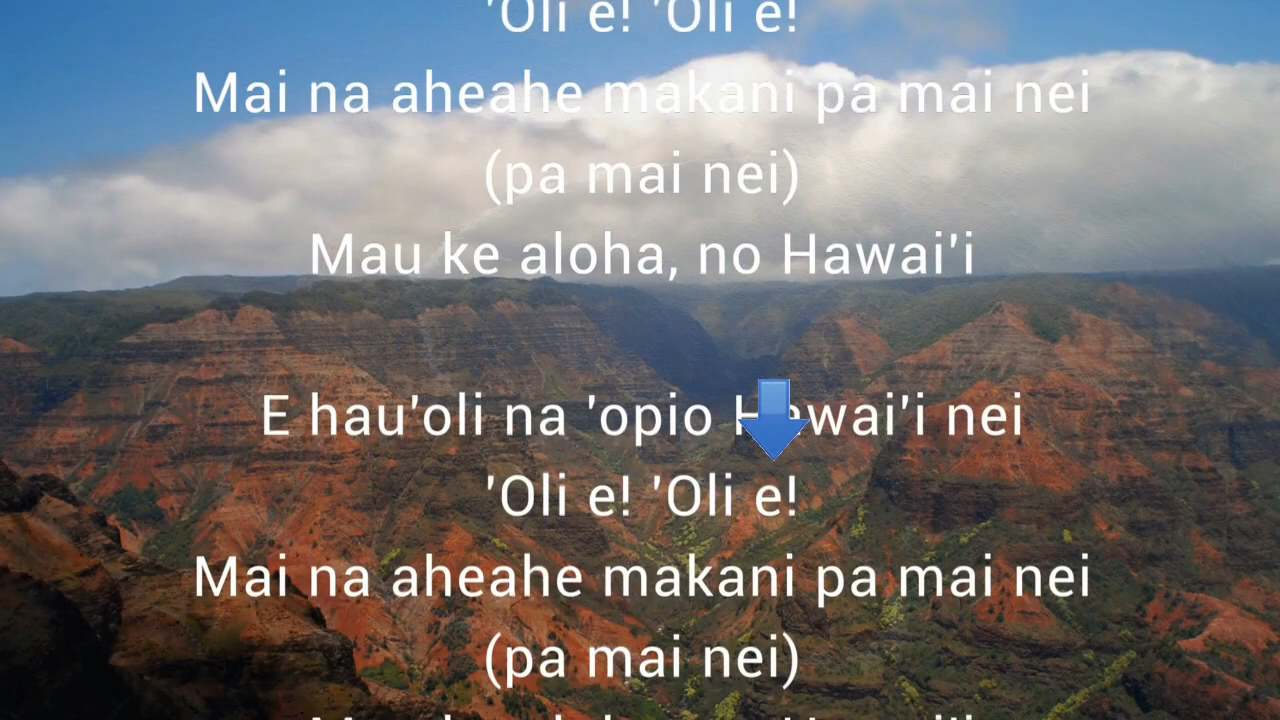 'Oli e! 'Oli e!
Mai na aheahe makani pa mai nei
(pa mai nei)
Mau ke aloha, no Hawai'i
E hau'oli na 'opio Hawai'i nei
'Oli e! 'Oli e!
Mai na aheahe makani pa mai nei
(pa mai nei)